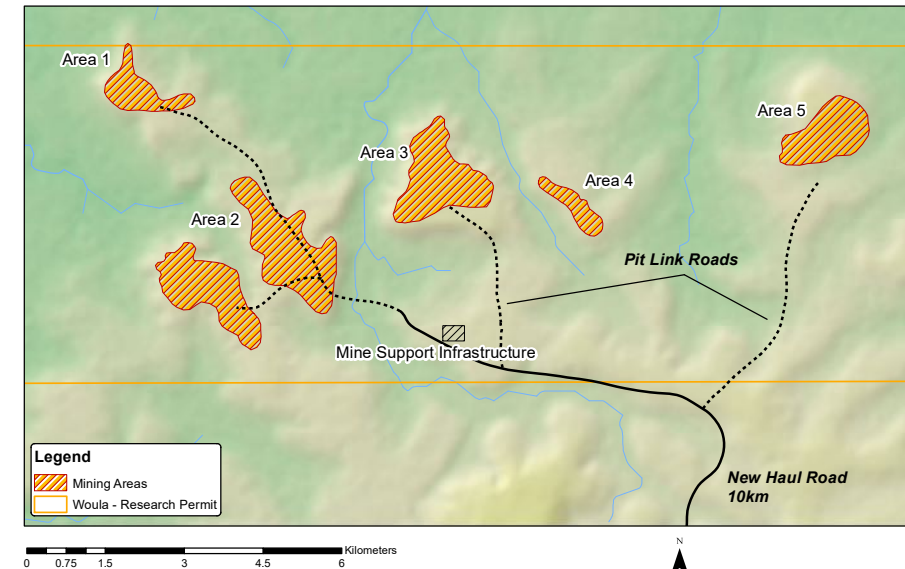 Area 1
Area 5
Area 3
Area 4
Area 2
Pit Link Roads
Mine Support Infrastructure
New Haul Road
10km
Legend
Mining Areas
Woula - Research Permit
Kilometers
0 0.75 1.5 3 4.5 6
N